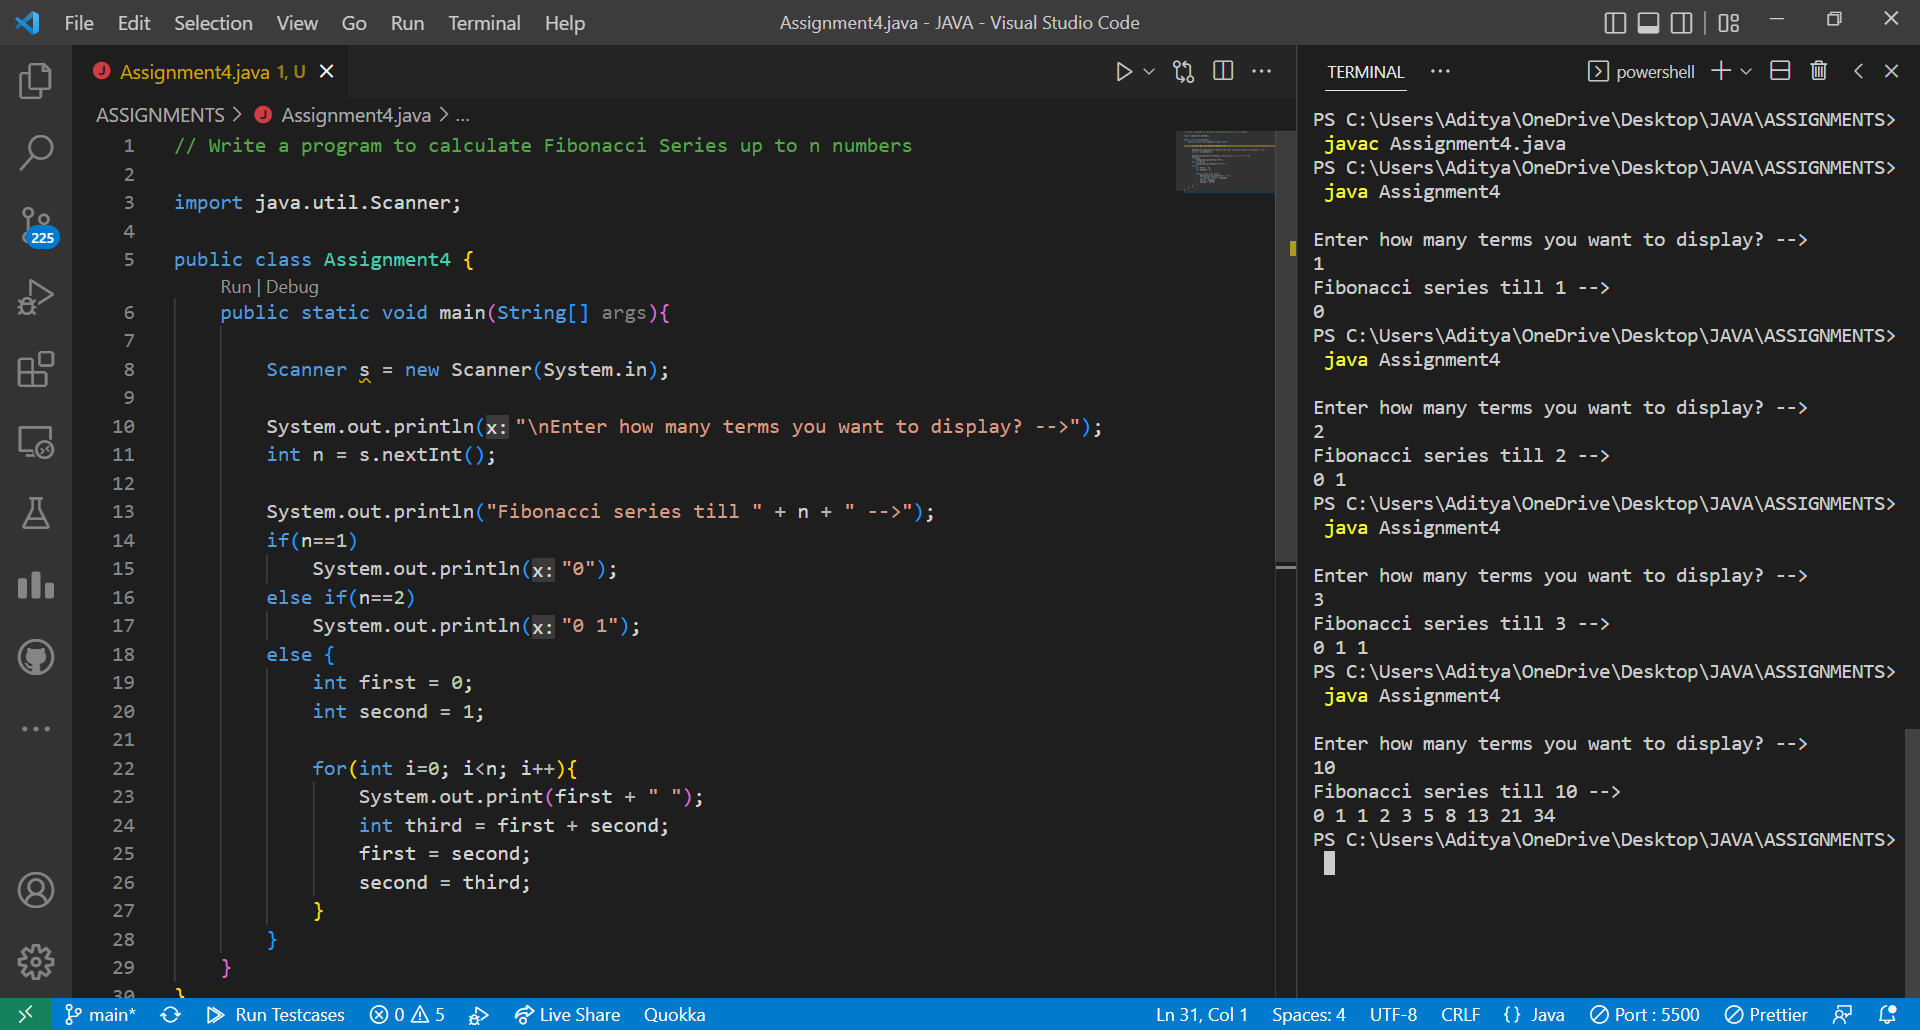 File Edit Selection View Go Run Terminal Help
Assignment4.java - JAVA - Visual Studio Code
J Assignment4.java 1, U
ASSIGNMENTS > J Assignment4.java > ...
225
1 // Write a program to calculate Fibonacci Series up to n numbers
2
3 import java.util.Scanner;
4
5 public class Assignment4 {
Run | Debug
6 public static void main(String[] args){
7
8 Scanner s = new Scanner(System.in);
9
10 System.out.println(x: "\nEnter how many terms you want to display? -->");
11 int n = s.nextInt();
12
13 System.out.println("Fibonacci series till " + n + " -->");
14 if(n==1)
15 System.out.println(x: "0");
16 else if(n==2)
17 System.out.println(x: "0 1");
18 else {
19 int first = 0;
20 int second = 1;
21
22 for(int i=0; i<n; i++){
23 System.out.print(first + " ");
24 int third = first + second;
25 first = second;
26 second = third;
27 }
28 }
29 }
30 }
TERMINAL
powershell
PS C:\Users\Aditya\OneDrive\Desktop\JAVA\ASSIGNMENTS>
javac Assignment4.java
PS C:\Users\Aditya\OneDrive\Desktop\JAVA\ASSIGNMENTS>
java Assignment4
Enter how many terms you want to display? -->
1
Fibonacci series till 1 -->
0
PS C:\Users\Aditya\OneDrive\Desktop\JAVA\ASSIGNMENTS>
java Assignment4
Enter how many terms you want to display? -->
2
Fibonacci series till 2 -->
0 1
PS C:\Users\Aditya\OneDrive\Desktop\JAVA\ASSIGNMENTS>
java Assignment4
Enter how many terms you want to display? -->
3
Fibonacci series till 3 -->
0 1 1
PS C:\Users\Aditya\OneDrive\Desktop\JAVA\ASSIGNMENTS>
java Assignment4
Enter how many terms you want to display? -->
10
Fibonacci series till 10 -->
0 1 1 2 3 5 8 13 21 34
PS C:\Users\Aditya\OneDrive\Desktop\JAVA\ASSIGNMENTS>
main* Run Testcases 0 5 Live Share Quokka Ln 31, Col 1 Spaces: 4 UTF-8 CRLF {} Java Port : 5500 Prettier